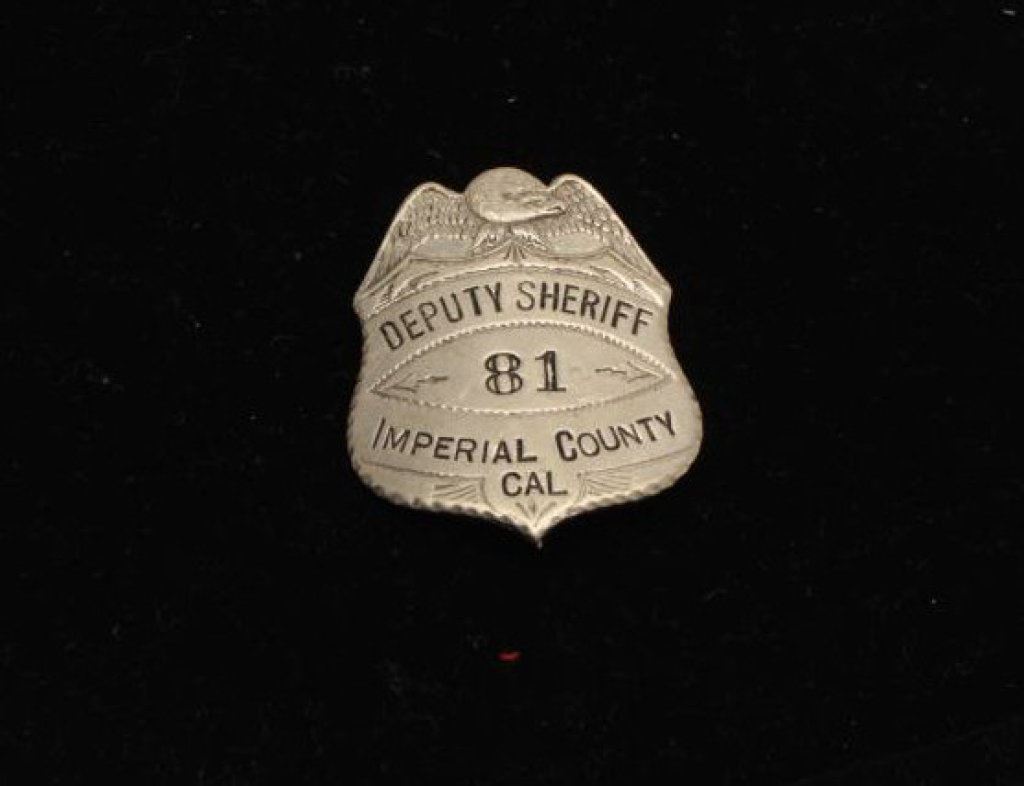 DEPUTY SHERIFF
81
IMPERIAL COUNTY
CAL